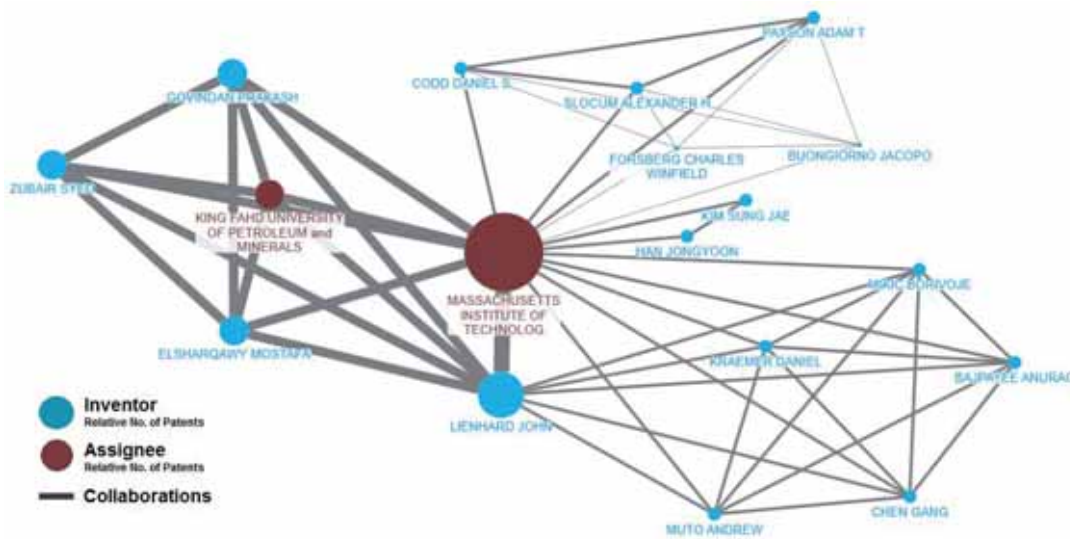 PAXSON ADAM T
CODD DANIEL S.
GOVINDAN PRAKASH
SLOCUM ALEXANDER H
FORSBERG CHARLES
WINFIELD
BUONGIORNO JACOPO
ZUBAIR SYED
KING FAHD UNIVERSITY
OF PETROLEUM and
MINERALS
KIM SUNG JAE
HAN JONGYOON
MASSACHUSETTS
INSTITUTE OF
TECHNOLOG
MIKIC BORIVOJE
ELSHARQAWY MOSTAFA
KRAEMER DANIEL
BAJPAYEE ANURAG
LIENHARD JOHN
Inventor
Relative No. of Patents
Assignee
Relative No. of Patents
Collaborations
CHEN GANG
MUTO ANDREW